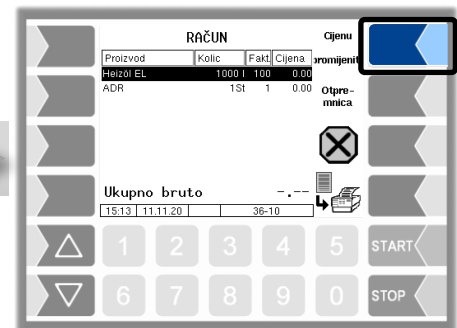 RAČUN
Cijenu
promijenit
Proizvod Kolic Fakt. Cijena
Heizöl EL 1000 l 100 0.00
ADR 1St 1 0.00
Otpre-
mnica
Ukupno bruto -.--
15:13 11.11.20 36-10
1 2 3 4 5 START
6 7 8 9 0 STOP